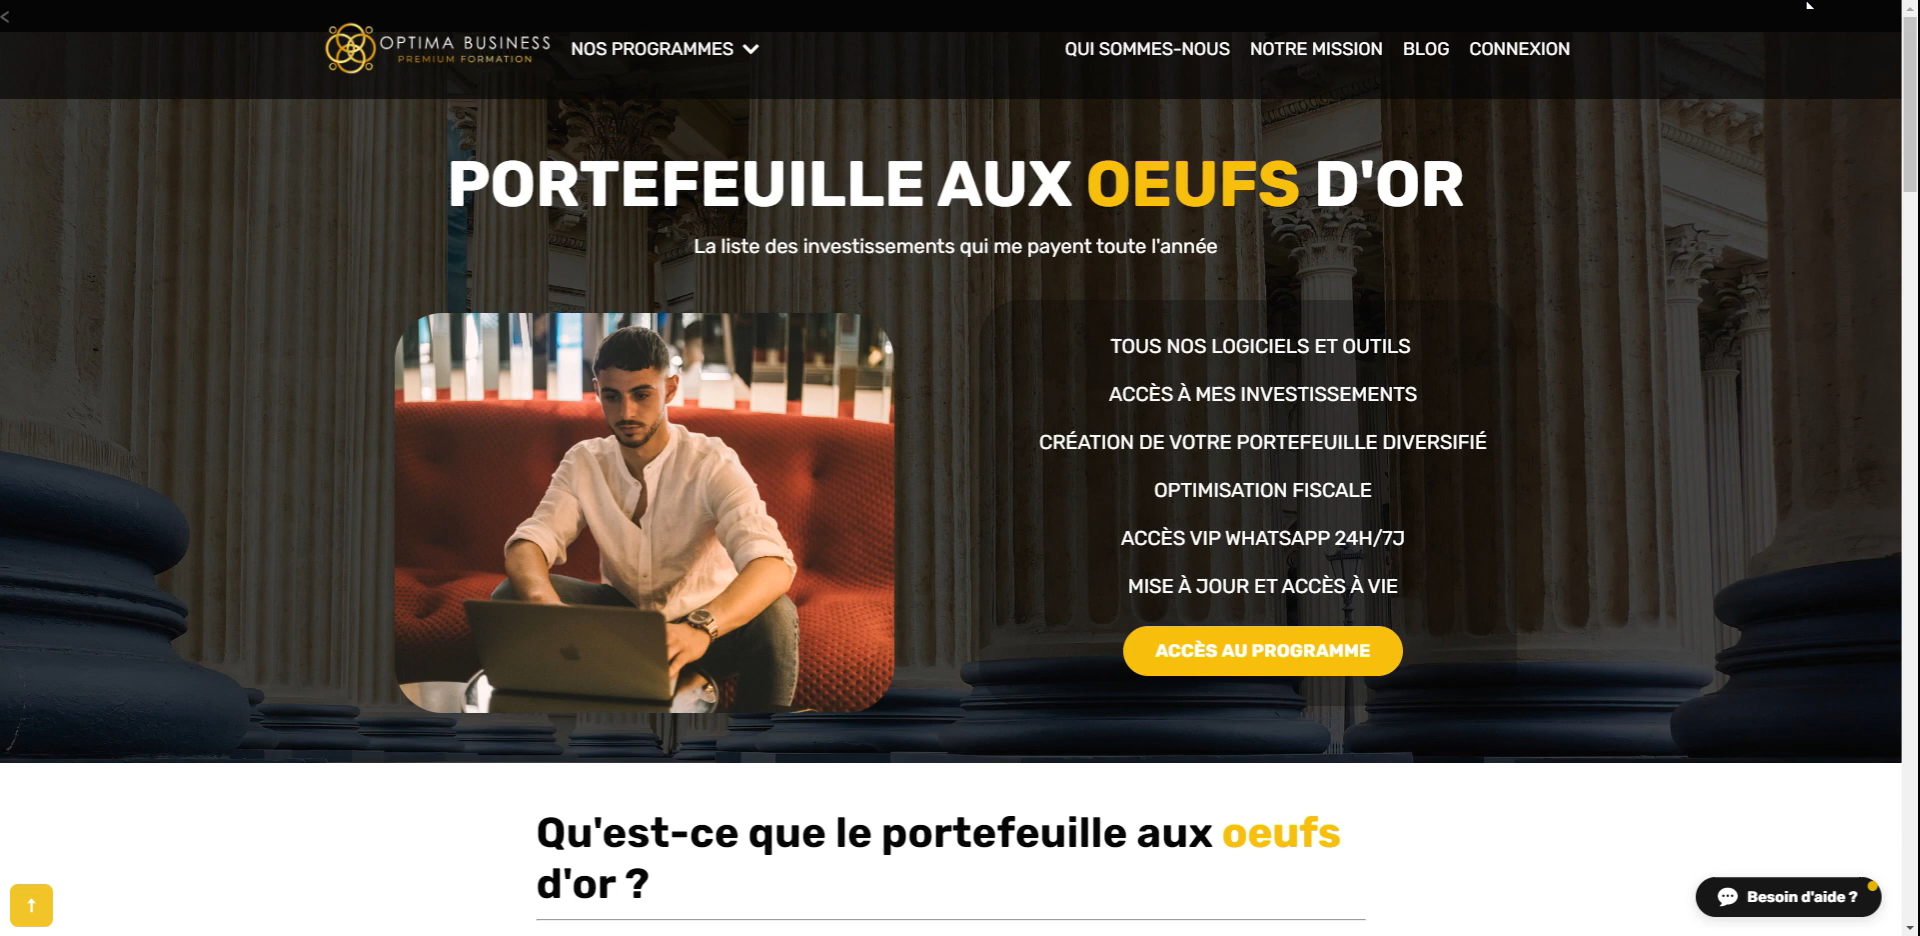 <
OPTIMA BUSINESS
PREMIUM FORMATION
NOS PROGRAMMES
QUI SOMMES-NOUS
NOTRE MISSION
BLOG
CONNEXION
PORTEFEUILLE AUX OEUFS D'OR
La liste des investissements qui me payent toute l'année
TOUS NOS LOGICIELS ET OUTILS
ACCÈS À MES INVESTISSEMENTS
CRÉATION DE VOTRE PORTEFEUILLE DIVERSIFIÉ
OPTIMISATION FISCALE
ACCÈS VIP WHATSAPP 24H/7J
MISE À JOUR ET ACCÈS À VIE
ACCÈS AU PROGRAMME
Qu'est-ce que le portefeuille aux oeufs
d'or ?
Besoin d'aide ?